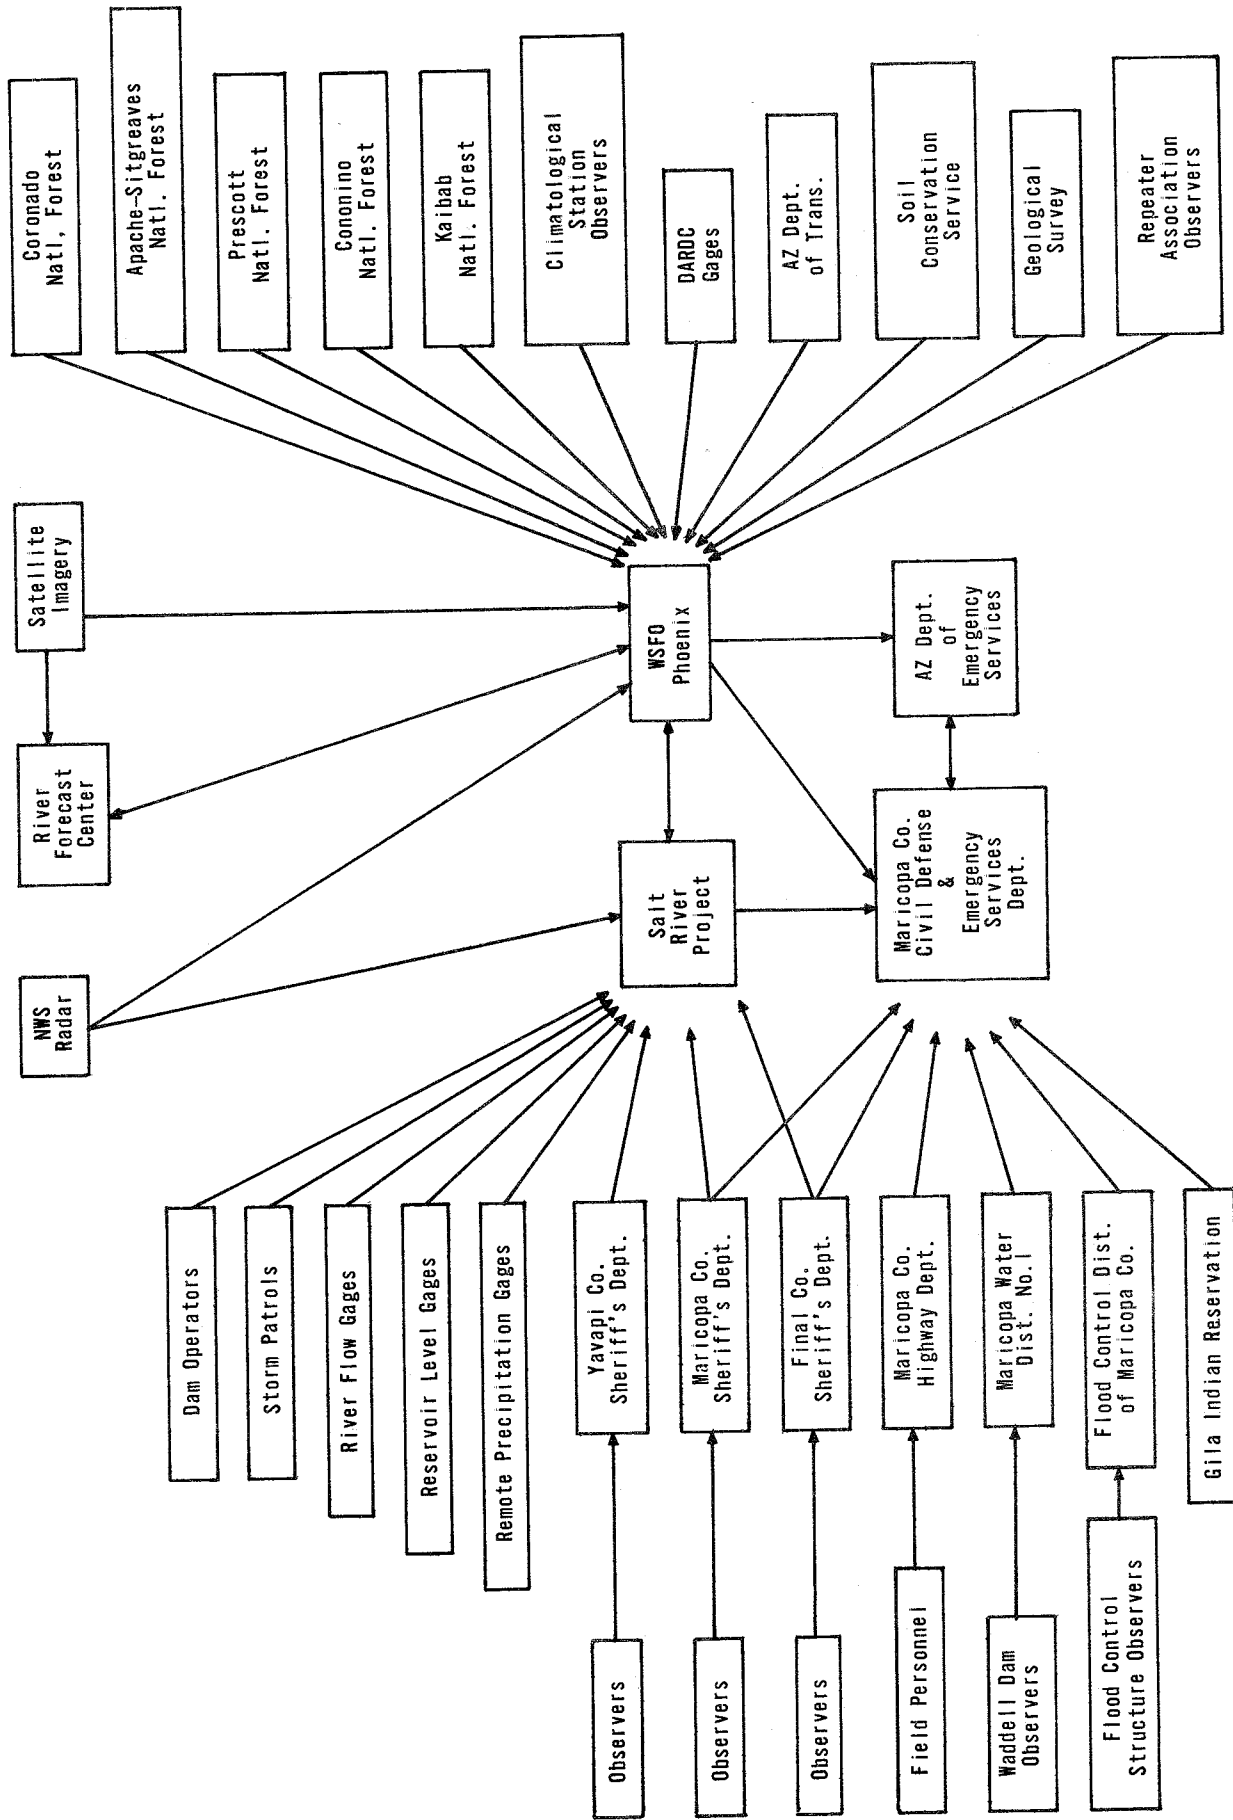 Observers
Observers
Observers
Field Personnel
Waddell Dam
Observers
Flood Control
Structure Observers
Dam Operators
Storm Patrols
River Flow Gages
Reservoir Level Gages
Remote Precipitation Gages
Yavapi Co.
Sheriff's Dept.
Maricopa Co.
Sheriff's Dept.
Final Co.
Sheriff's Dept.
Maricopa Co.
Highway Dept.
Maricopa Water
Dist. No.1
Flood Control Dist.
of Maricopa Co.
Gila Indian Reservation
NWS
Radar
River
Forecast
Center
Satellite
Imagery
Salt
River
Project
WSFO
Phoenix
Maricopa Co.
Civil Defense
&
Emergency
Services
Dept.
AZ Dept.
of
Emergency
Services
Coronado
Natl, Forest
Apache-Sitgreaves
Natl. Forest
Prescott
Natl. Forest
Cononino
Natl. Forest
Kaibab
Natl. Forest
Climatological
Station
Observers
DARDC
Gages
AZ Dept.
of Trans.
Soil
Conservation
Service
Geological
Survey
Repeater
Association
Observers